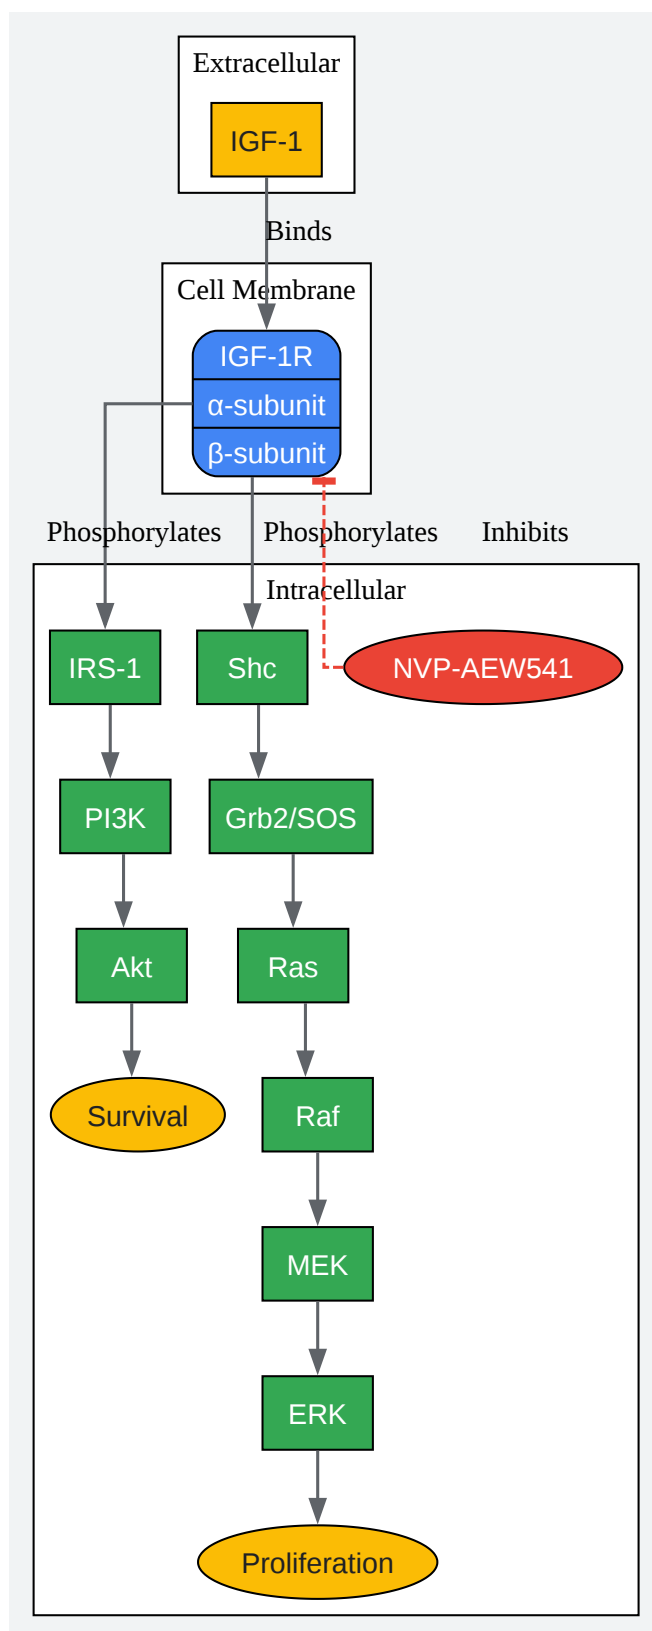 Extracellular
IGF-1
Binds
Cell Membrane
IGF-1R
α-subunit
β-subunit
Phosphorylates
Phosphorylates
Inhibits
Intracellular
IRS-1
Shc
NVP-AEW541
PI3K
Grb2/SOS
Akt
Ras
Survival
Raf
MEK
ERK
Proliferation